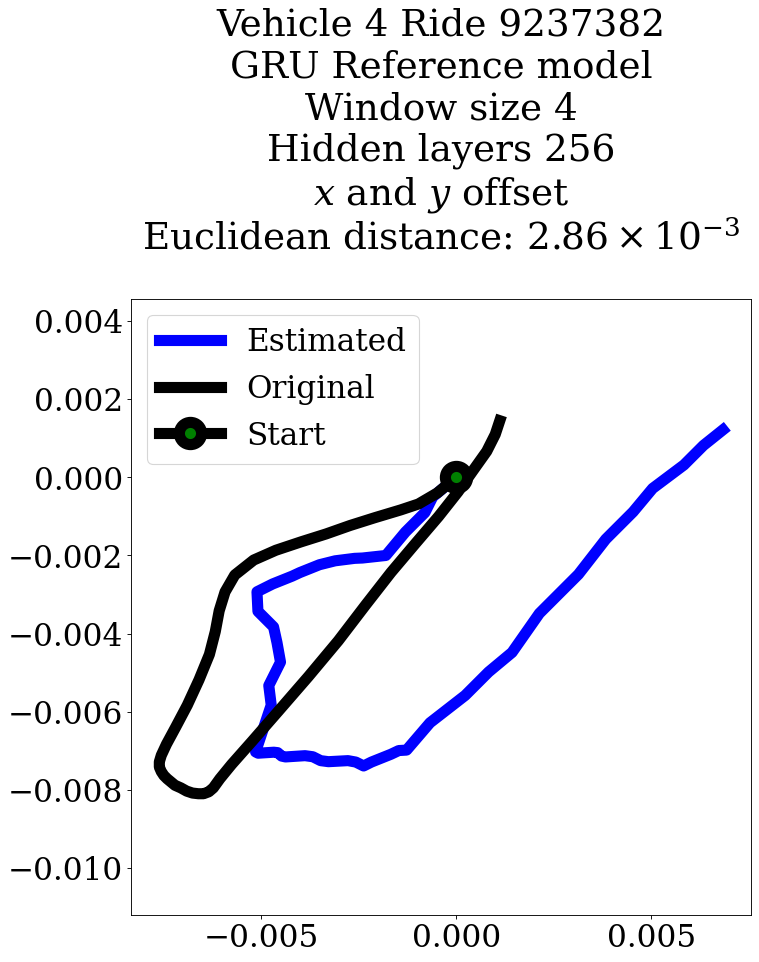 Vehicle 4 Ride 9237382
GRU Reference model
Window size 4
Hidden layers 256
x and y offset
Euclidean distance: 2.86 × 10⁻³
Estimated
Original
Start
0.004
0.002
0.000
−0.002
−0.004
−0.006
−0.008
−0.010
−0.005
0.000
0.005